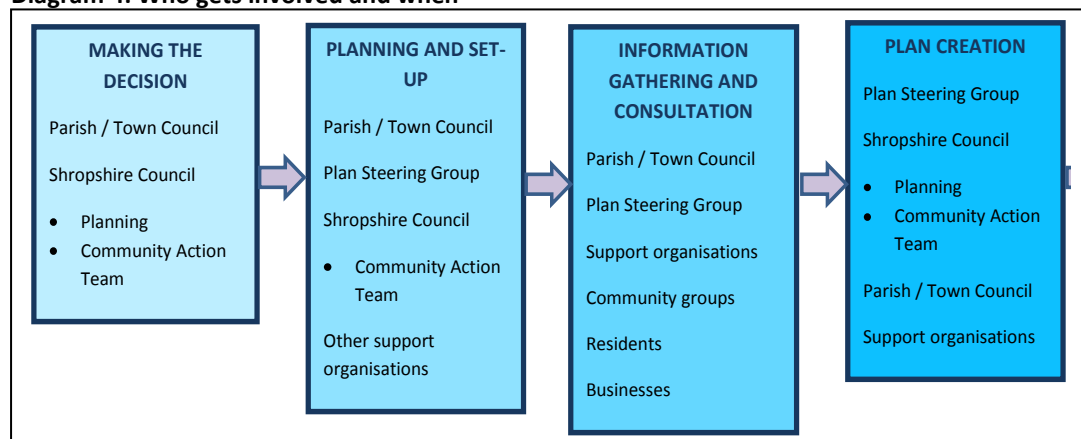 Diagram 4: Who gets involved and when
MAKING THE
DECISION
Parish / Town Council
Shropshire Council
• Planning
• Community Action
Team
PLANNING AND SET-
UP
Parish / Town Council
Plan Steering Group
Shropshire Council
• Community Action
Team
Other support
organisations
INFORMATION
GATHERING AND
CONSULTATION
Parish / Town Council
Plan Steering Group
Support organisations
Community groups
Residents
Businesses
PLAN CREATION
Plan Steering Group
Shropshire Council
• Planning
• Community Action
Team
Parish / Town Council
Support organisations